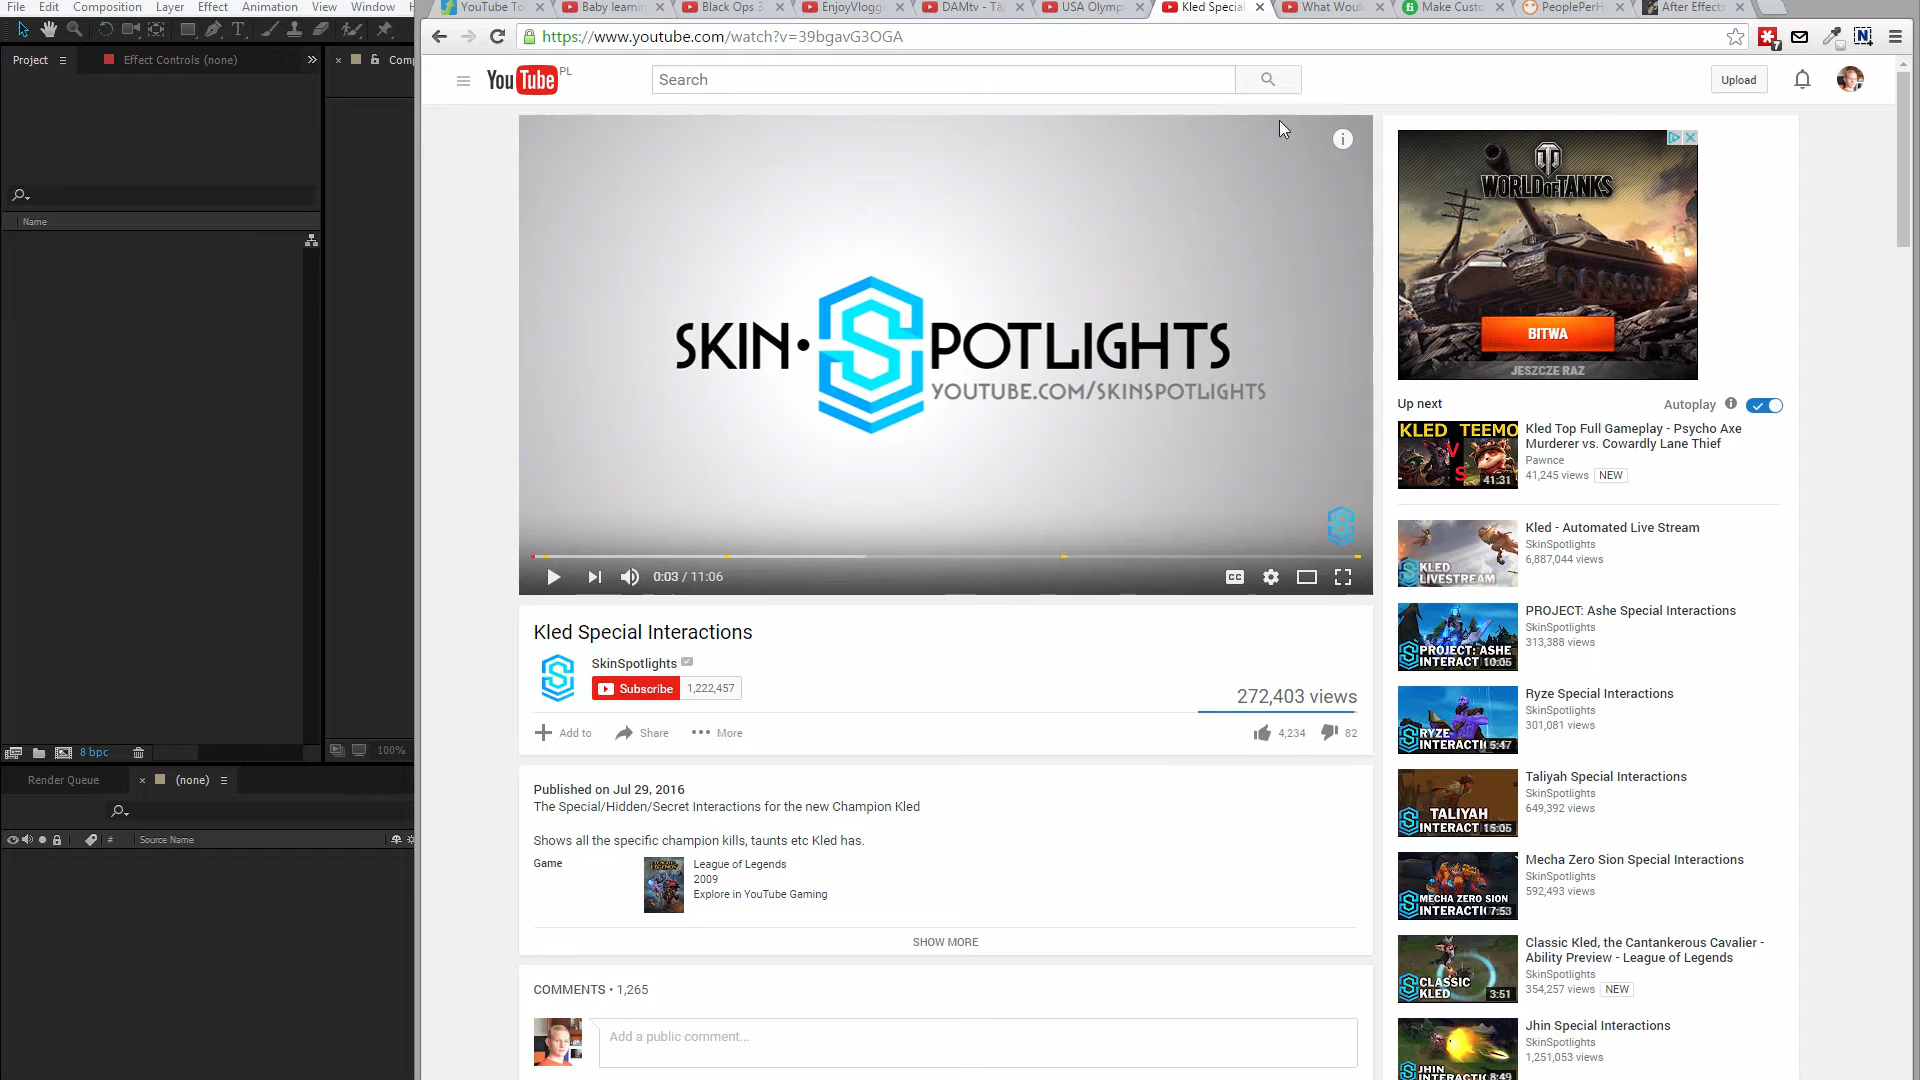 File Edit Composition Layer Effect Animation View Window
YouTube To
Baby learnin
Black Ops 3
EnjoyVloggi
DAMtv - Ta
USA Olymp
Kled Special
What Woul
Make Custo
PeoplePerH
After Effects
https://www.youtube.com/watch?v=39bgavG3OGA
7
Project
Effect Controls (none)
Comp
YouTube PL
Search
Upload
SKIN•SPOTLIGHTS
YOUTUBE.COM/SKINSPOTLIGHTS
0:03 / 11:06
CC
WORLD OF TANKS
BITWA
JESZCZE RAZ
Name
Up next
Autoplay
KLED TEEMO
VS
41:31
Kled Top Full Gameplay - Psycho Axe
Murderer vs. Cowardly Lane Thief
Pawnce
41,245 views NEW
KLED
LIVESTREAM
Kled - Automated Live Stream
SkinSpotlights
6,887,044 views
PROJECT: ASHE
INTERACT 10:05
PROJECT: Ashe Special Interactions
SkinSpotlights
313,388 views
RYZE
INTERACTI 5:47
Ryze Special Interactions
SkinSpotlights
301,081 views
TALIYAH
INTERACT 15:05
Taliyah Special Interactions
SkinSpotlights
649,392 views
MECHA ZERO SION
INTERACTI 7:53
Mecha Zero Sion Special Interactions
SkinSpotlights
592,493 views
CLASSIC
KLED 3:51
Classic Kled, the Cantankerous Cavalier -
Ability Preview - League of Legends
SkinSpotlights
354,257 views NEW
JHIN
INTERACTI 8:49
Jhin Special Interactions
SkinSpotlights
1,251,053 views
Kled Special Interactions
SkinSpotlights
Subscribe 1,222,457
272,403 views
Add to Share More
4,234 82
Published on Jul 29, 2016
The Special/Hidden/Secret Interactions for the new Champion Kled
Shows all the specific champion kills, taunts etc Kled has.
Game
League of Legends
2009
Explore in YouTube Gaming
SHOW MORE
COMMENTS • 1,265
Add a public comment...
8 bpc
100%
Render Queue
(none)
# Source Name